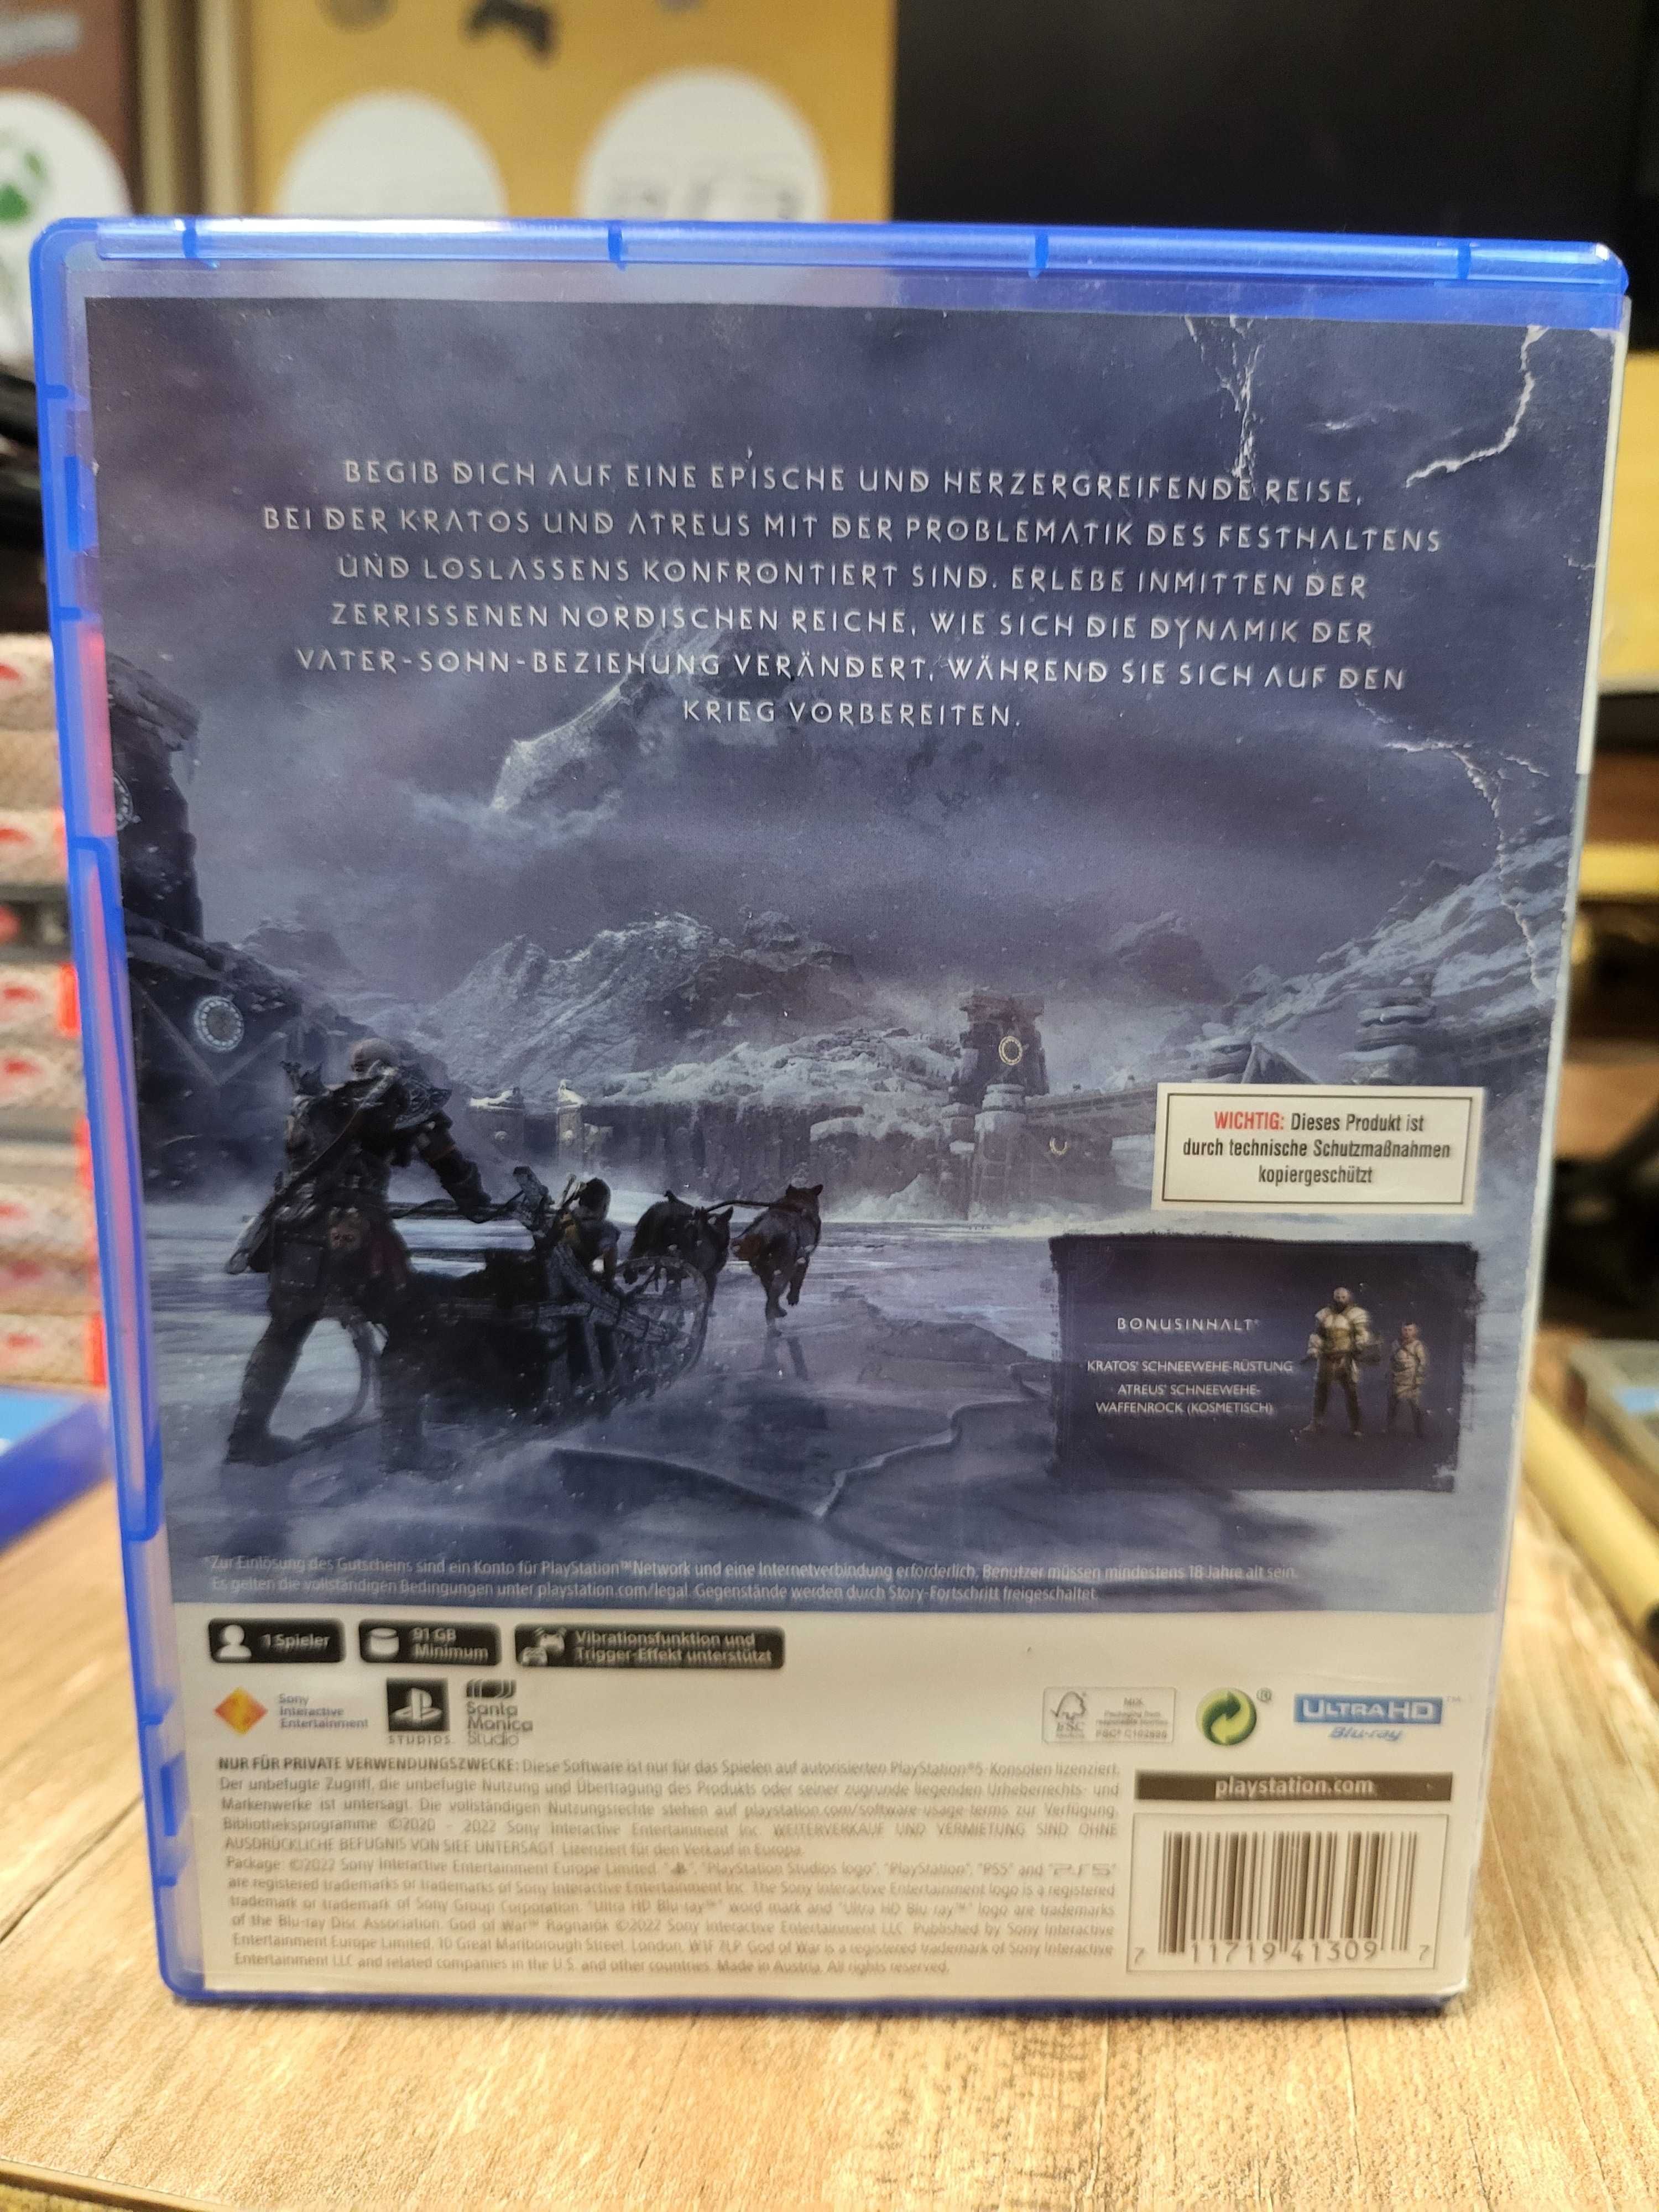 BEGIB DICH AUF EINE EPISCHE UND HERZERGREIFENDE REISE,
BEI DER KRATOS UND ATREUS MIT DER PROBLEMATIK DES FESTHALTENS
UND LOSLASSENS KONFRONTIERT SIND. ERLEBE INMITTEN DER
ZERRISSENEN NORDISCHEN REICHE, WIE SICH DIE DYNAMIK DER
VATER-SOHN-BEZIEHUNG VERÄNDERT, WÄHREND SIE SICH AUF DEN
KRIEG VORBEREITEN.
WICHTIG: Dieses Produkt ist
durch technische Schutzmaßnahmen
kopiergeschützt
BONUSINHALT*
KRATOS' SCHNEEWEHE-RÜSTUNG
ATREUS' SCHNEEWEHE-
WAFFENROCK (KOSMETISCH)
*Zur Einlösung des Gutscheins sind ein Konto für PlayStation™Network und eine Internetverbindung erforderlich. Benutzer müssen mindestens 18 Jahre alt sein.
Es gelten die vollständigen Bedingungen unter playstation.com/legal. Gegenstände werden durch Story-Fortschritt freigeschaltet.
1 Spieler
91 GB
Minimum
Vibrationsfunktion und
Trigger-Effekt unterstützt
Sony
Interactive
Entertainment
STUDIOS
Santa
Monica
Studio
FSC
MIX
Packaging
FSC® C102809
®
ULTRA HD™
Blu-ray
NUR FÜR PRIVATE VERWENDUNGSZWECKE: Diese Software ist nur für das Spielen auf autorisierten PlayStation®5-Konsolen lizenziert.
Der unbefugte Zugriff, die unbefugte Nutzung und Übertragung des Produkts oder seiner zugrunde liegenden Urheberrechts- und
Markenwerke ist untersagt. Die vollständigen Nutzungsrechte stehen auf playstation.com/software-usage-terms zur Verfügung.
Bibliotheksprogramme ©2020 - 2022 Sony Interactive Entertainment Inc. WEITERVERKAUF UND VERMIETUNG SIND OHNE
AUSDRÜCKLICHE BEFUGNIS VON SIEE UNTERSAGT. Lizenziert für den Verkauf in Europa.
Package: ©2022 Sony Interactive Entertainment Europe Limited. " ", "PlayStation Studios logo", "PlayStation", "PS5" and "PS5"
are registered trademarks or trademarks of Sony Interactive Entertainment Inc. The Sony Interactive Entertainment logo is a registered
trademark or trademark of Sony Group Corporation. "Ultra HD Blu-ray™" word mark and "Ultra HD Blu-ray™" logo are trademarks
of the Blu-ray Disc Association. God of War™ Ragnarök ©2022 Sony Interactive Entertainment LLC. Published by Sony Interactive
Entertainment Europe Limited, 10 Great Marlborough Street, London, W1F 7LP. God of War is a registered trademark of Sony Interactive
Entertainment LLC and related companies in the U.S. and other countries. Made in Austria. All rights reserved.
playstation.com
7 11719 41309 7